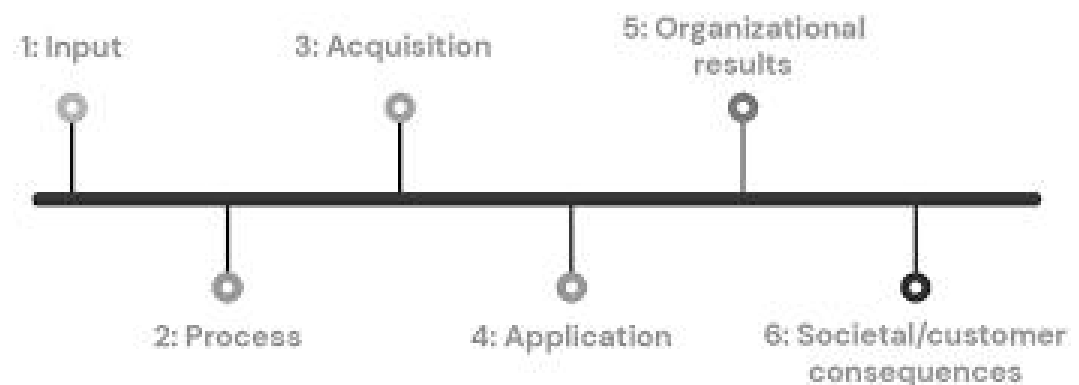 1: Input
2: Process
3: Acquisition
4: Application
5: Organizational
results
6: Societal/customer
consequences